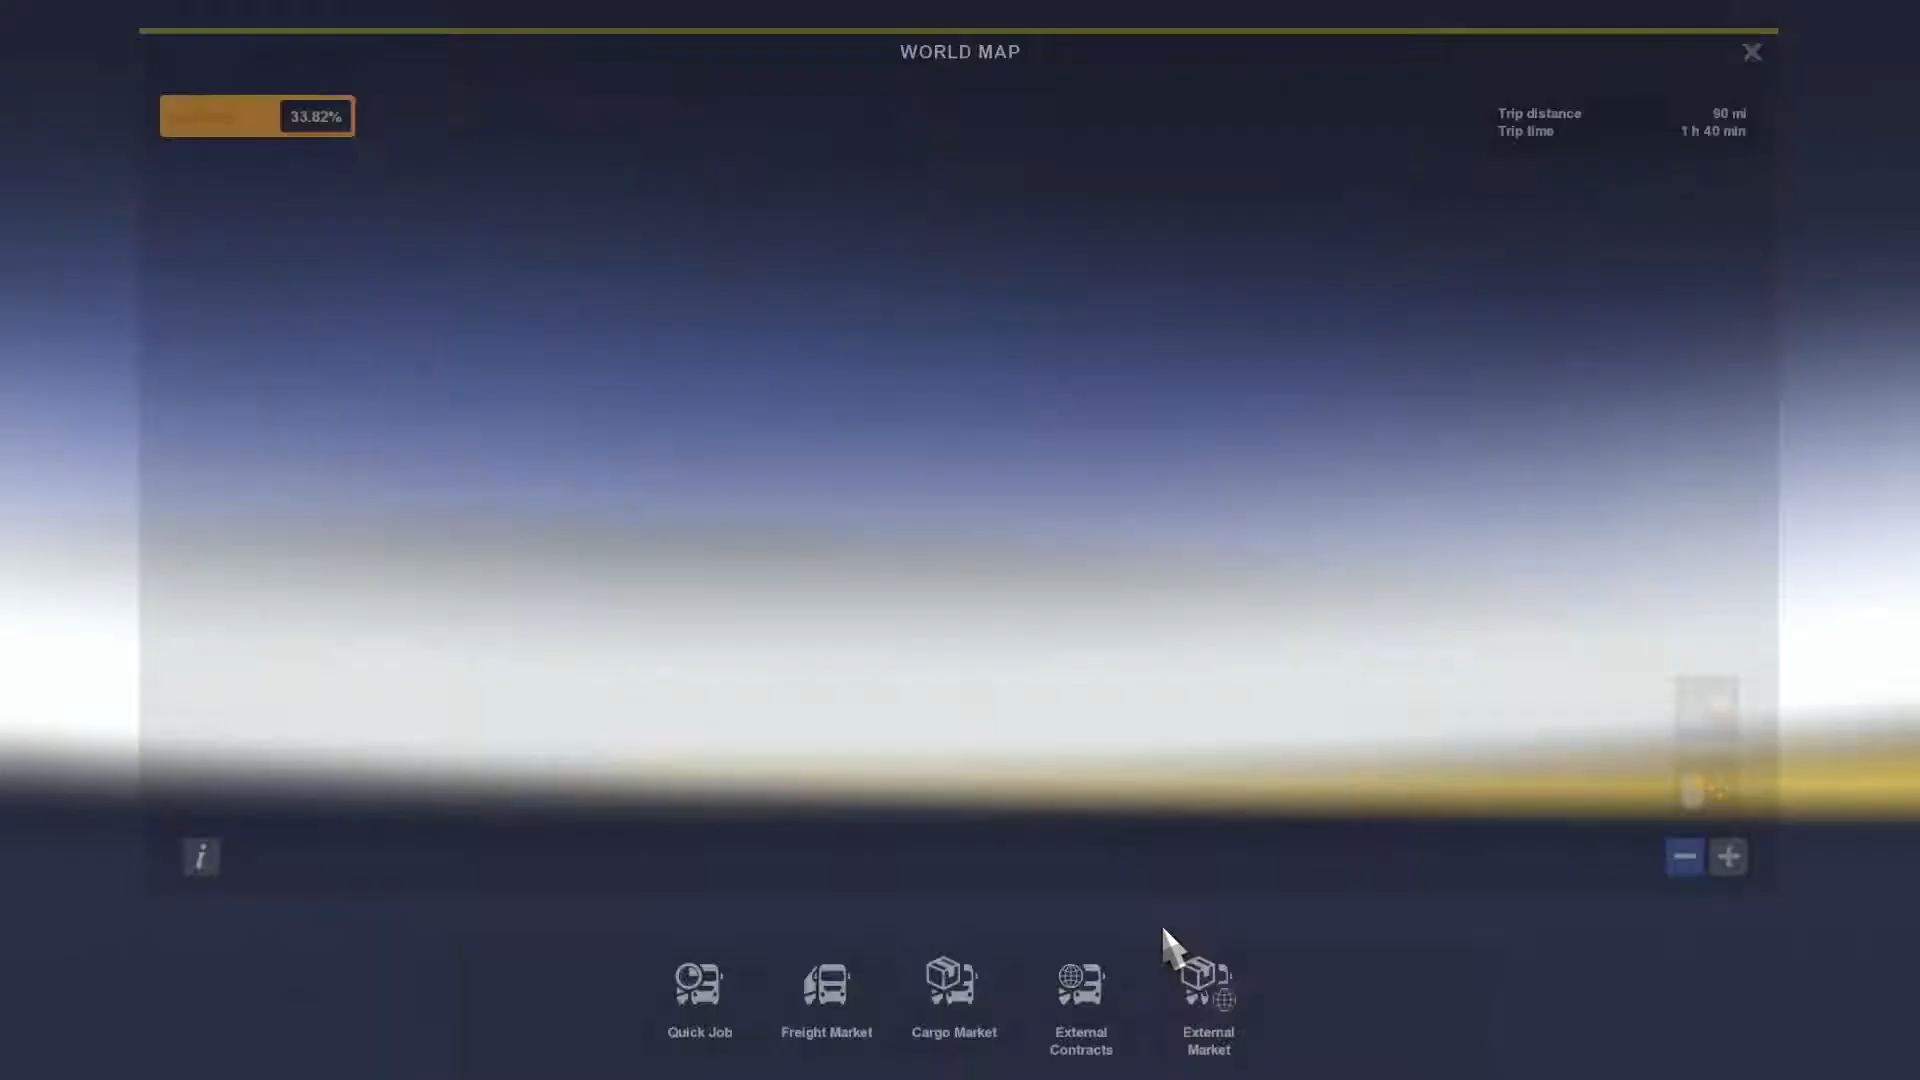 WORLD MAP
33.82%
Trip distance 90 mi
Trip time 1 h 40 min
Quick Job
Freight Market
Cargo Market
External
Contracts
External
Market